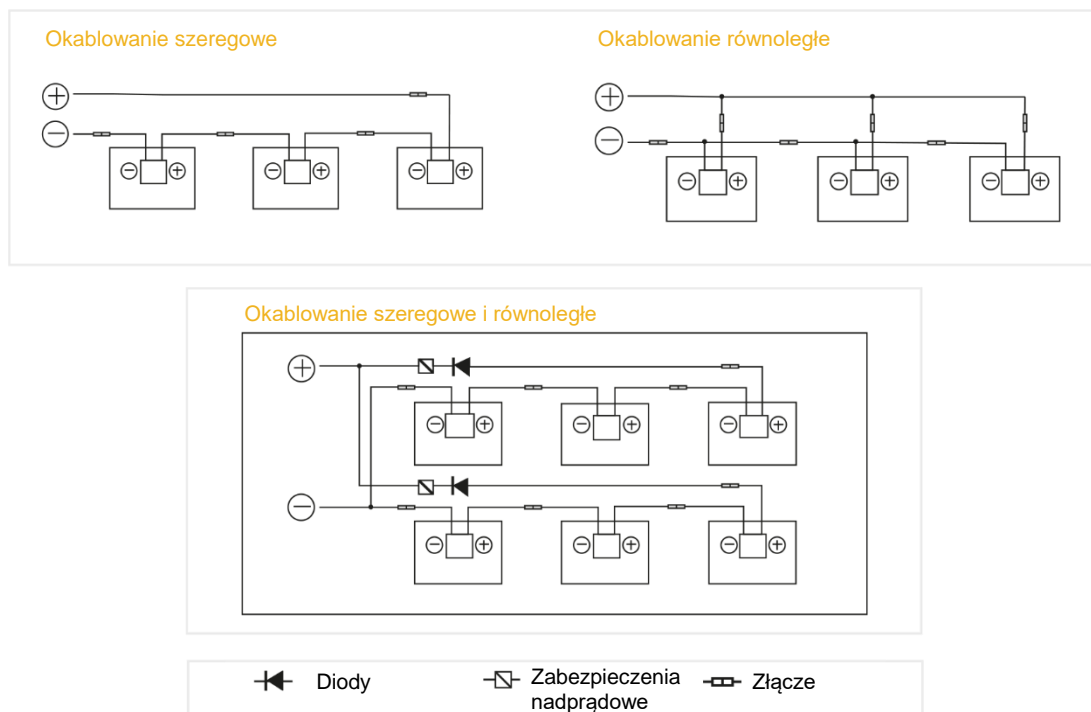 Okablowanie szeregowe
Okablowanie równoległe
Okablowanie szeregowe i równoległe
Diody
Zabezpieczenia
nadprądowe
Złącze